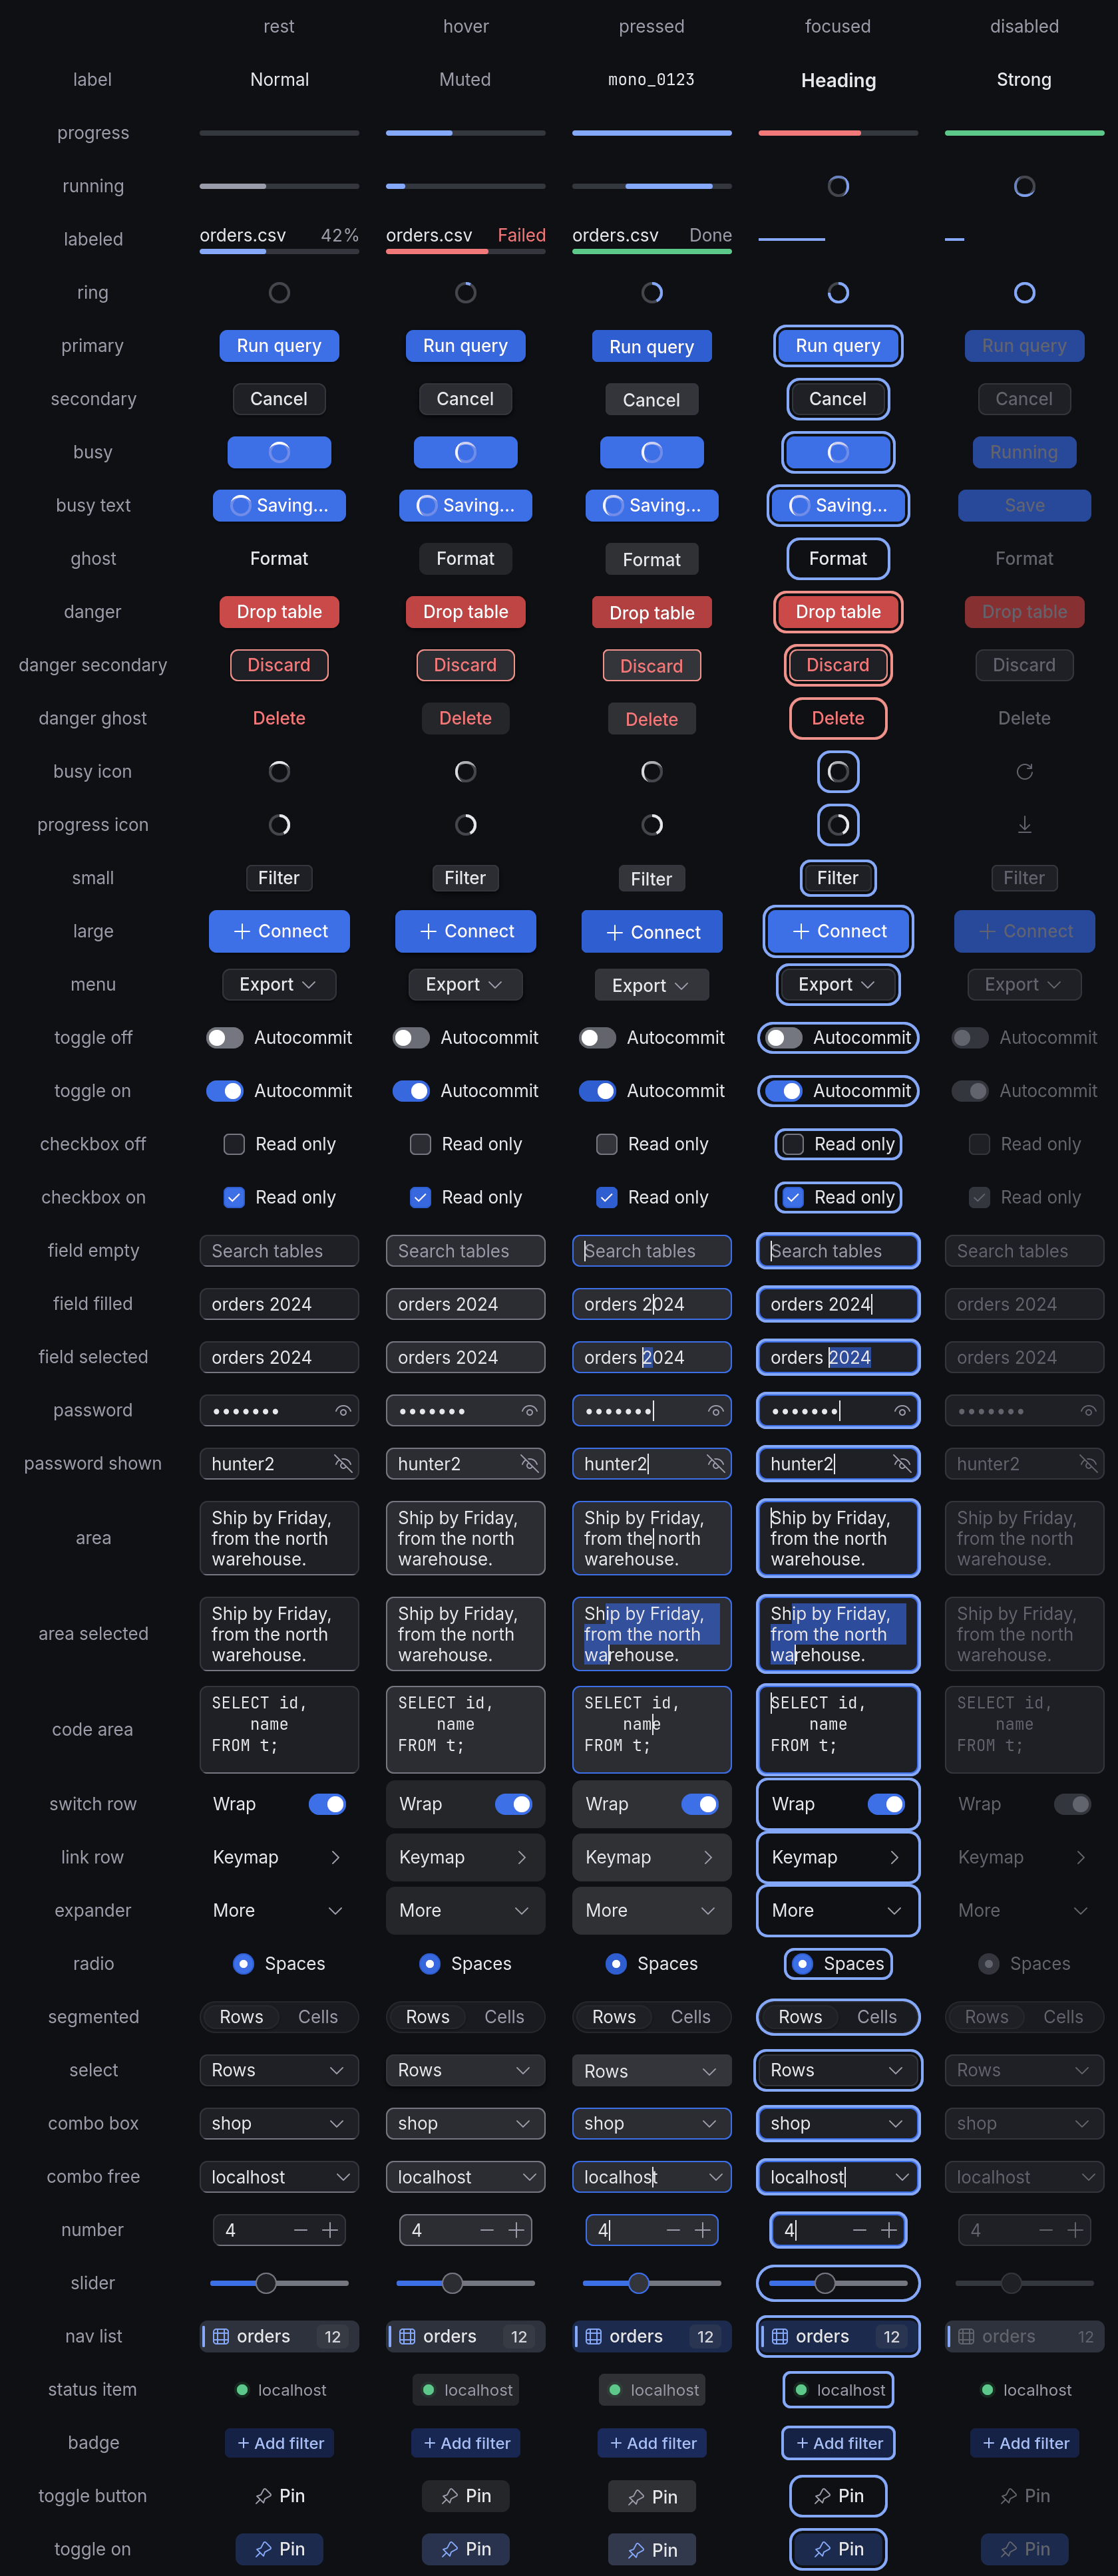 rest hover pressed focused disabled
label Normal Muted mono_0123 Heading Strong
progress
running
labeled orders.csv 42% orders.csv Failed orders.csv Done
ring
primary Run query Run query Run query Run query Run query
secondary Cancel Cancel Cancel Cancel Cancel
busy Running
busy text Saving... Saving... Saving... Saving... Save
ghost Format Format Format Format Format
danger Drop table Drop table Drop table Drop table Drop table
danger secondary Discard Discard Discard Discard Discard
danger ghost Delete Delete Delete Delete Delete
busy icon
progress icon
small Filter Filter Filter Filter Filter
large Connect Connect Connect Connect Connect
menu Export Export Export Export Export
toggle off Autocommit Autocommit Autocommit Autocommit Autocommit
toggle on Autocommit Autocommit Autocommit Autocommit Autocommit
checkbox off Read only Read only Read only Read only Read only
checkbox on Read only Read only Read only Read only Read only
field empty Search tables Search tables Search tables Search tables Search tables
field filled orders 2024 orders 2024 orders 2024 orders 2024 orders 2024
field selected orders 2024 orders 2024 orders 2024 orders 2024 orders 2024
password ••••••• ••••••• ••••••• ••••••• •••••••
password shown hunter2 hunter2 hunter2 hunter2 hunter2
Ship by Friday, Ship by Friday, Ship by Friday, Ship by Friday, Ship by Friday,
area from the north from the north from the north from the north from the north
warehouse. warehouse. warehouse. warehouse. warehouse.
Ship by Friday, Ship by Friday, Ship by Friday, Ship by Friday, Ship by Friday,
area selected from the north from the north from the north from the north from the north
warehouse. warehouse. warehouse. warehouse. warehouse.
SELECT id, SELECT id, SELECT id, SELECT id, SELECT id,
code area name name name name name
FROM t; FROM t; FROM t; FROM t; FROM t;
switch row Wrap Wrap Wrap Wrap Wrap
link row Keymap Keymap Keymap Keymap Keymap
expander More More More More More
radio Spaces Spaces Spaces Spaces Spaces
segmented Rows Cells Rows Cells Rows Cells Rows Cells Rows Cells
select Rows Rows Rows Rows Rows
combo box shop shop shop shop shop
combo free localhost localhost localhost localhost localhost
number 4 4 4 4 4
slider
nav list orders 12 orders 12 orders 12 orders 12 orders 12
status item localhost localhost localhost localhost localhost
badge + Add filter + Add filter + Add filter + Add filter + Add filter
toggle button Pin Pin Pin Pin Pin
toggle on Pin Pin Pin Pin Pin